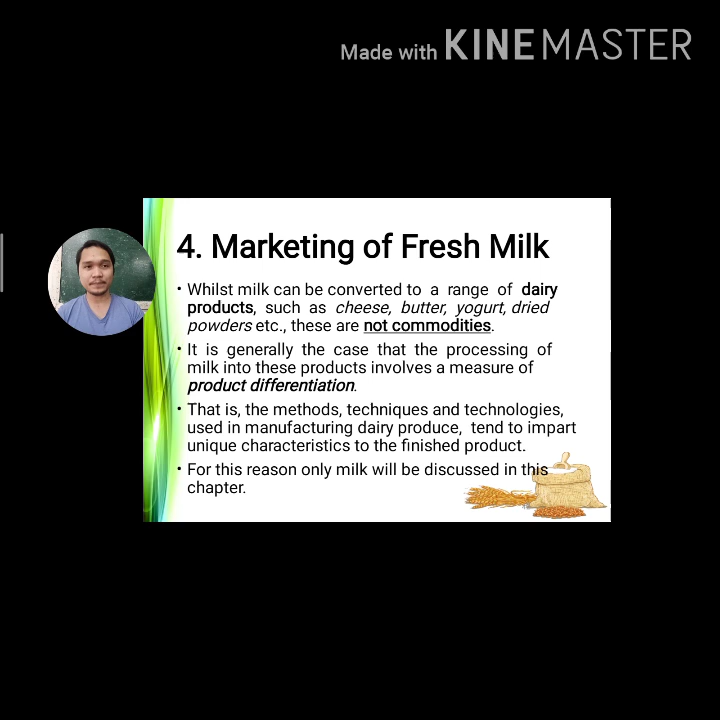 Made with KINEMASTER
4. Marketing of Fresh Milk
• Whilst milk can be converted to a range of dairy
products, such as cheese, butter, yogurt, dried
powders etc., these are not commodities.
• It is generally the case that the processing of
milk into these products involves a measure of
product differentiation.
• That is, the methods, techniques and technologies,
used in manufacturing dairy produce, tend to impart
unique characteristics to the finished product.
• For this reason only milk will be discussed in this
chapter.